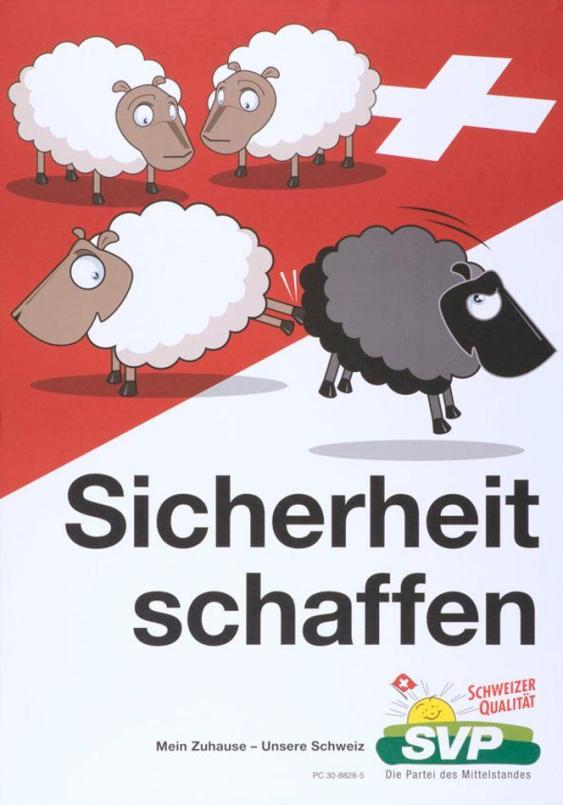 Sicherheit
schaffen
SCHWEIZER
QUALITÄT
Mein Zuhause – Unsere Schweiz
SVP
PC 30-8828-5
Die Partei des Mittelstandes